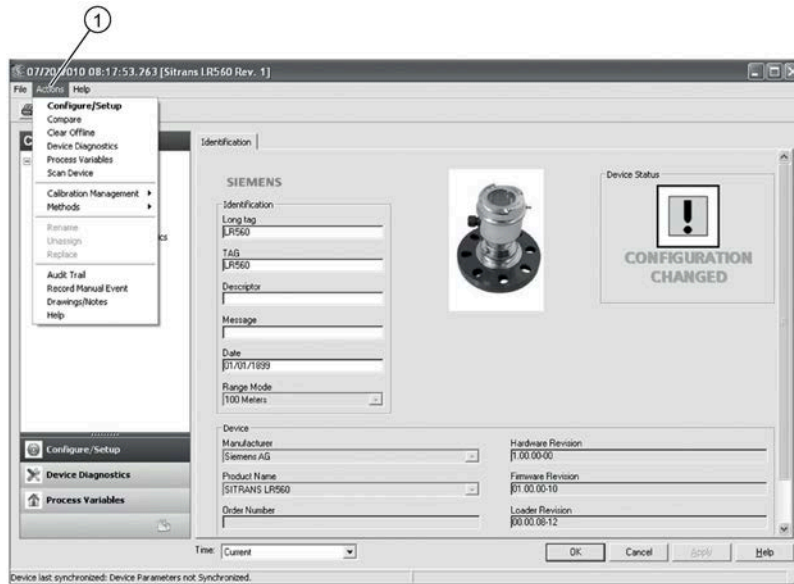 1
07/20/2010 08:17:53.263 [Sitrans LR560 Rev. 1]
File Actions Help
Configure/Setup
Compare
Clear Offline
Device Diagnostics
Process Variables
Scan Device
Calibration Management
Methods
Rename
Unassign
Replace
Audit Trail
Record Manual Event
Drawings/Notes
Help
Configure/Setup
Device Diagnostics
Process Variables
Identification
SIEMENS
Identification
Long tag
LR560
TAG
LR560
Descriptor
Message
Date
01/01/1899
Range Mode
100 Meters
Device Status
CONFIGURATION
CHANGED
Device
Manufacturer
Siemens AG
Product Name
SITRANS LR560
Order Number
Hardware Revision
1.00.00-00
Firmware Revision
01.00.00-10
Loader Revision
00.00.08-12
Time: Current
OK Cancel Apply Help
Device last synchronized: Device Parameters not Synchronized.